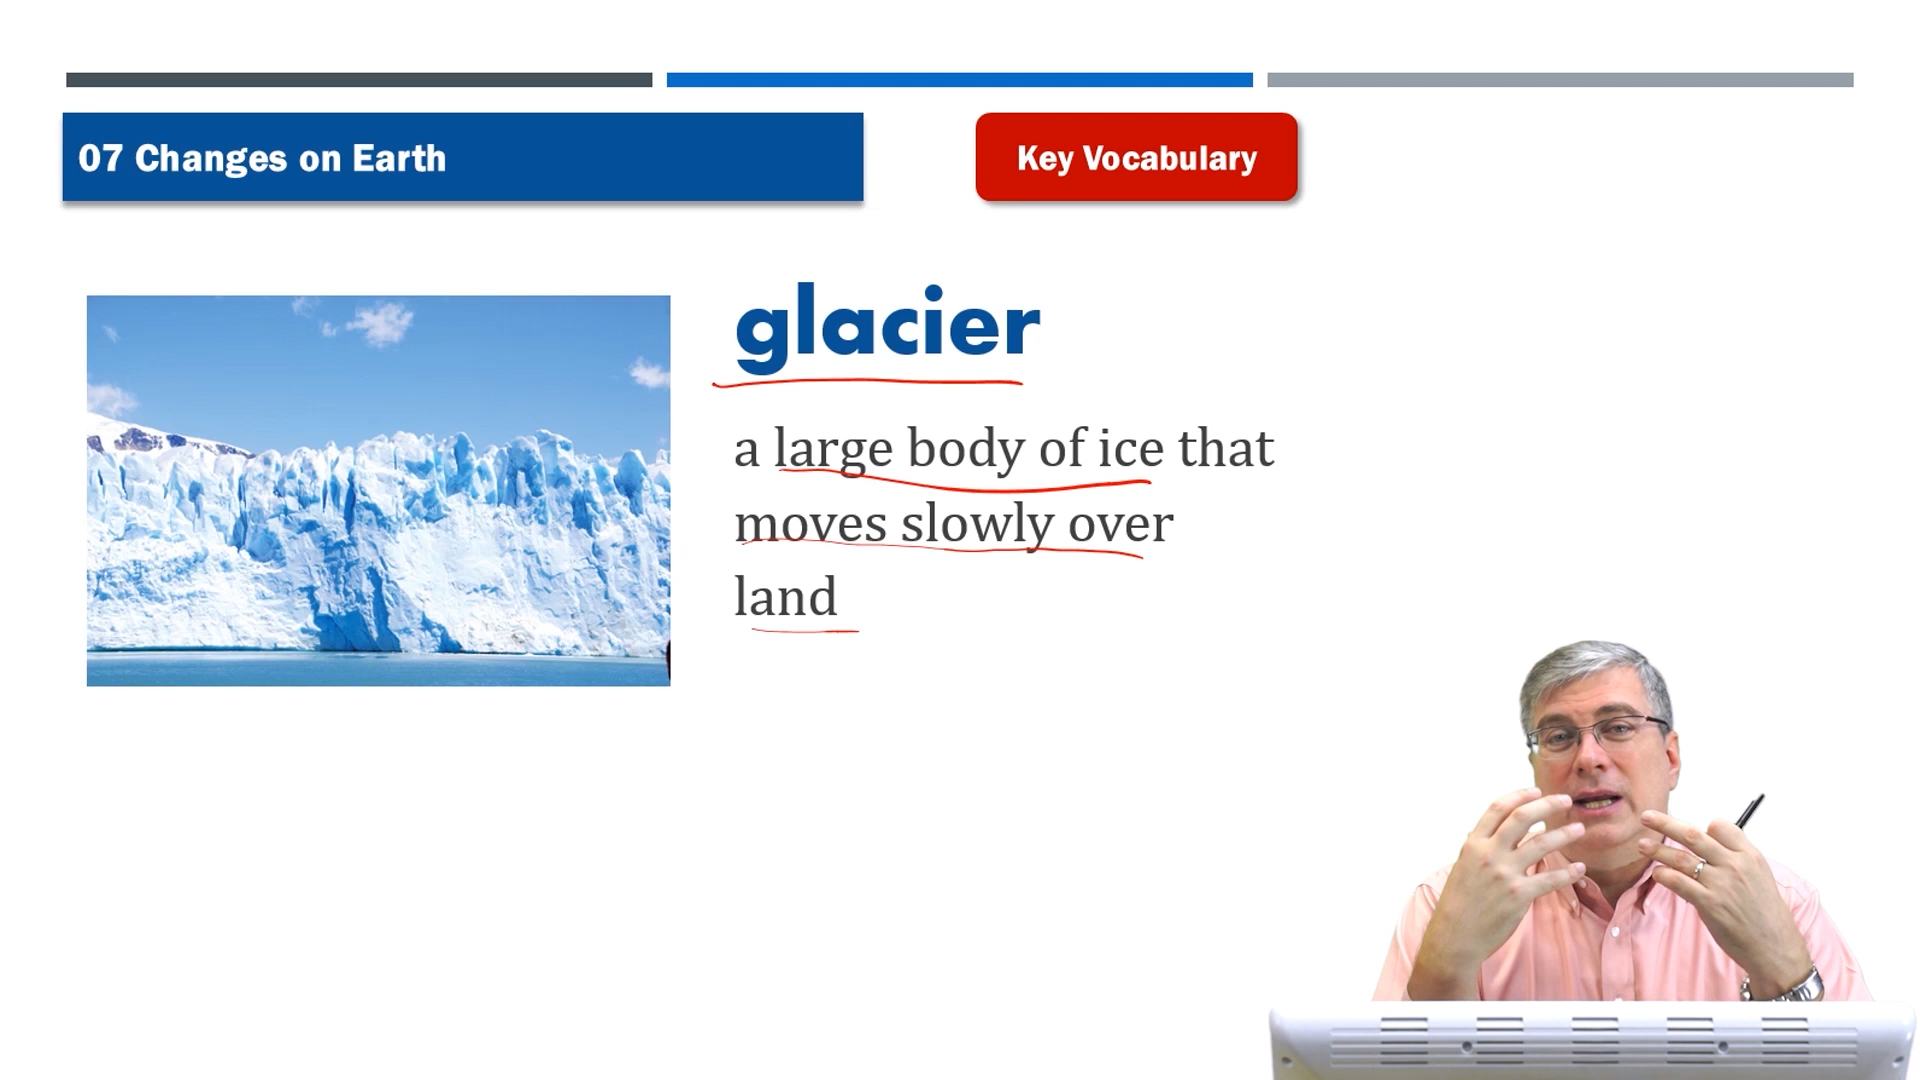 07 Changes on Earth
Key Vocabulary
glacier
a large body of ice that
moves slowly over
land